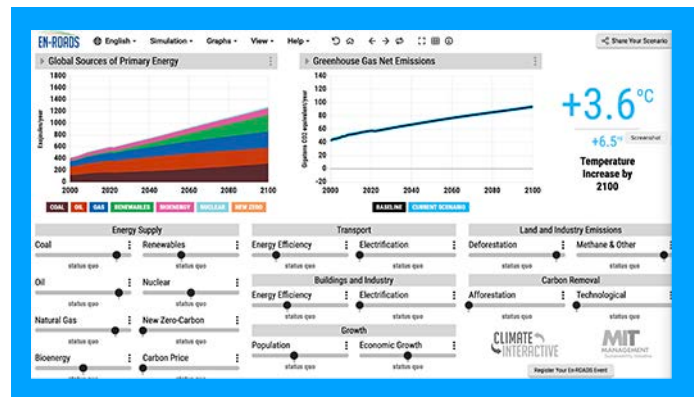 EN-ROADS English Simulation Graphs View Help Share Your Scenario
Global Sources of Primary Energy
Greenhouse Gas Net Emissions
Exajoules/year
1800
1600
1400
1200
1000
800
600
400
200
0
2000 2020 2040 2060 2080 2100
COAL OIL GAS RENEWABLES BIOENERGY NUCLEAR NEW ZERO
Gigatons CO2 equivalent/year
140
120
100
80
60
40
20
0
-20
2000 2020 2040 2060 2080 2100
BASELINE CURRENT SCENARIO
+3.6°C
+6.5°F
Screenshot
Temperature
Increase by
2100
Energy Supply
Coal Renewables
status quo status quo
Oil Nuclear
status quo status quo
Natural Gas New Zero-Carbon
status quo status quo
Bioenergy Carbon Price
status quo status quo
Transport
Energy Efficiency Electrification
status quo status quo
Buildings and Industry
Energy Efficiency Electrification
status quo status quo
Growth
Population Economic Growth
status quo status quo
Land and Industry Emissions
Deforestation Methane & Other
status quo status quo
Carbon Removal
Afforestation Technological
status quo status quo
CLIMATE
INTERACTIVE
MIT
MANAGEMENT
Sustainability Initiative
Register Your En-ROADS Event